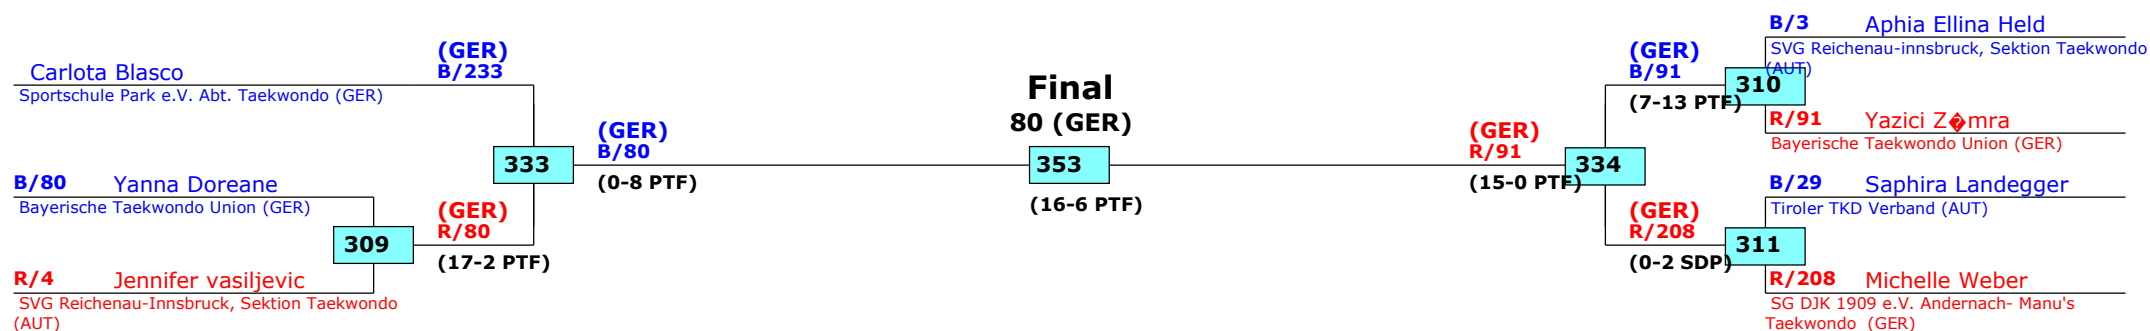 Carlota Blasco
Sportschule Park e.V. Abt. Taekwondo (GER)
B/80 Yanna Doreane
Bayerische Taekwondo Union (GER)
R/4 Jennifer vasiljevic
SVG Reichenau-Innsbruck, Sektion Taekwondo
(AUT)
309
(GER)
B/233
(GER)
R/80
(17-2 PTF)
333
(GER)
B/80
(0-8 PTF)
Final
80 (GER)
353
(16-6 PTF)
(GER)
R/91
(15-0 PTF)
334
(GER)
B/91
(7-13 PTF)
(GER)
R/208
(0-2 SDP)
310
311
B/3 Aphia Ellina Held
SVG Reichenau-innsbruck, Sektion Taekwondo
(AUT)
R/91 Yazici Z�mra
Bayerische Taekwondo Union (GER)
B/29 Saphira Landegger
Tiroler TKD Verband (AUT)
R/208 Michelle Weber
SG DJK 1909 e.V. Andernach- Manu's
Taekwondo (GER)